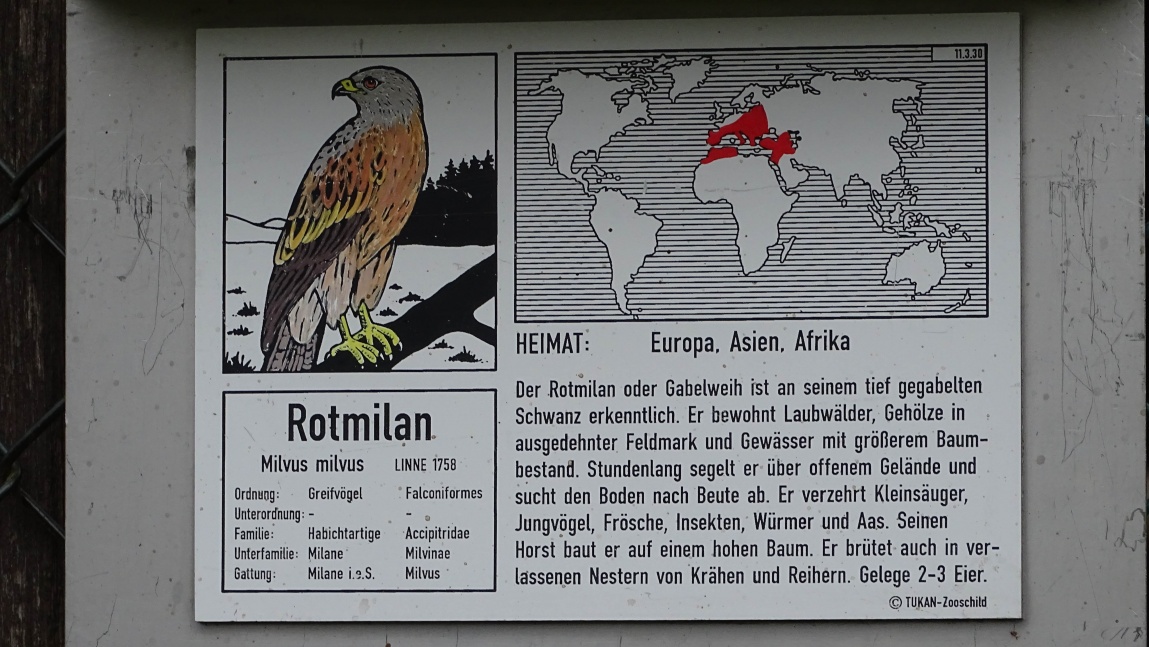 11.3.30
Rotmilan
Milvus milvus LINNE 1758
Ordnung: Greifvögel Falconiformes
Unterordnung: - -
Familie: Habichtartige Accipitridae
Unterfamilie: Milane Milvinae
Gattung: Milane i.e.S. Milvus
HEIMAT: Europa, Asien, Afrika
Der Rotmilan oder Gabelweih ist an seinem tief gegabelten
Schwanz erkenntlich. Er bewohnt Laubwälder, Gehölze in
ausgedehnter Feldmark und Gewässer mit größerem Baum-
bestand. Stundenlang segelt er über offenem Gelände und
sucht den Boden nach Beute ab. Er verzehrt Kleinsäuger,
Jungvögel, Frösche, Insekten, Würmer und Aas. Seinen
Horst baut er auf einem hohen Baum. Er brütet auch in ver-
lassenen Nestern von Krähen und Reihern. Gelege 2-3 Eier.
© TUKAN-Zooschild